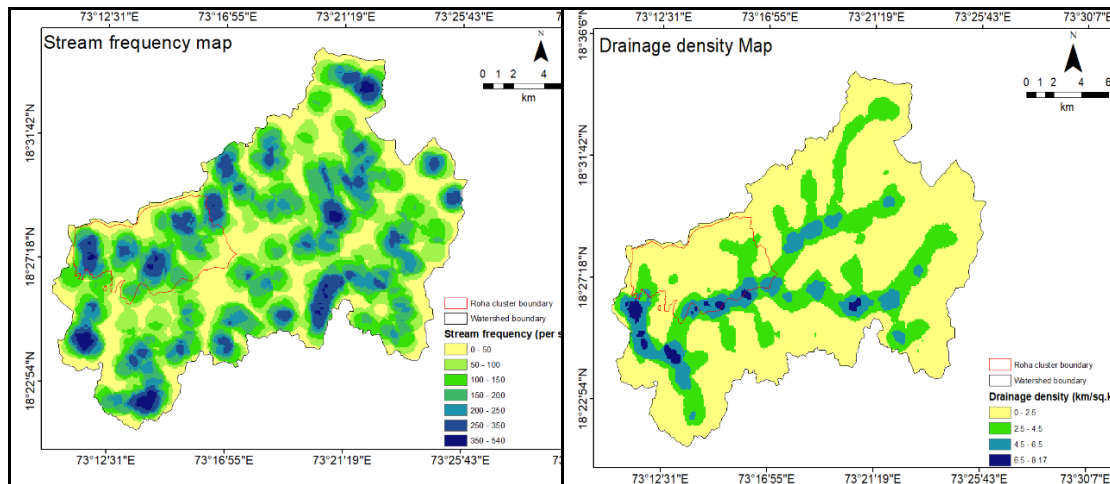 73°12'31"E 73°16'55"E 73°21'19"E 73°25'43"E
Stream frequency map
N
0 1 2 4
km
18°31'42"N
18°27'18"N
18°22'54"N
Roha cluster boundary
Watershed boundary
Stream frequency (per s
0 - 50
50 - 100
100 - 150
150 - 200
200 - 250
250 - 350
350 - 540
73°12'31"E 73°16'55"E 73°21'19"E 73°25'43"E
73°12'31"E 73°16'55"E 73°21'19"E 73°25'43"E 73°30'7"
18°36'6"N
Drainage density Map
N
0 1 2 4 6
km
18°31'42"N
18°27'18"N
18°22'54"N
Roha cluster boundary
Watershed boundary
Drainage density (km/sq.k
0 - 2.5
2.5 - 4.5
4.5 - 6.5
6.5 - 8.17
73°12'31"E 73°16'55"E 73°21'19"E 73°25'43"E 73°30'7"E